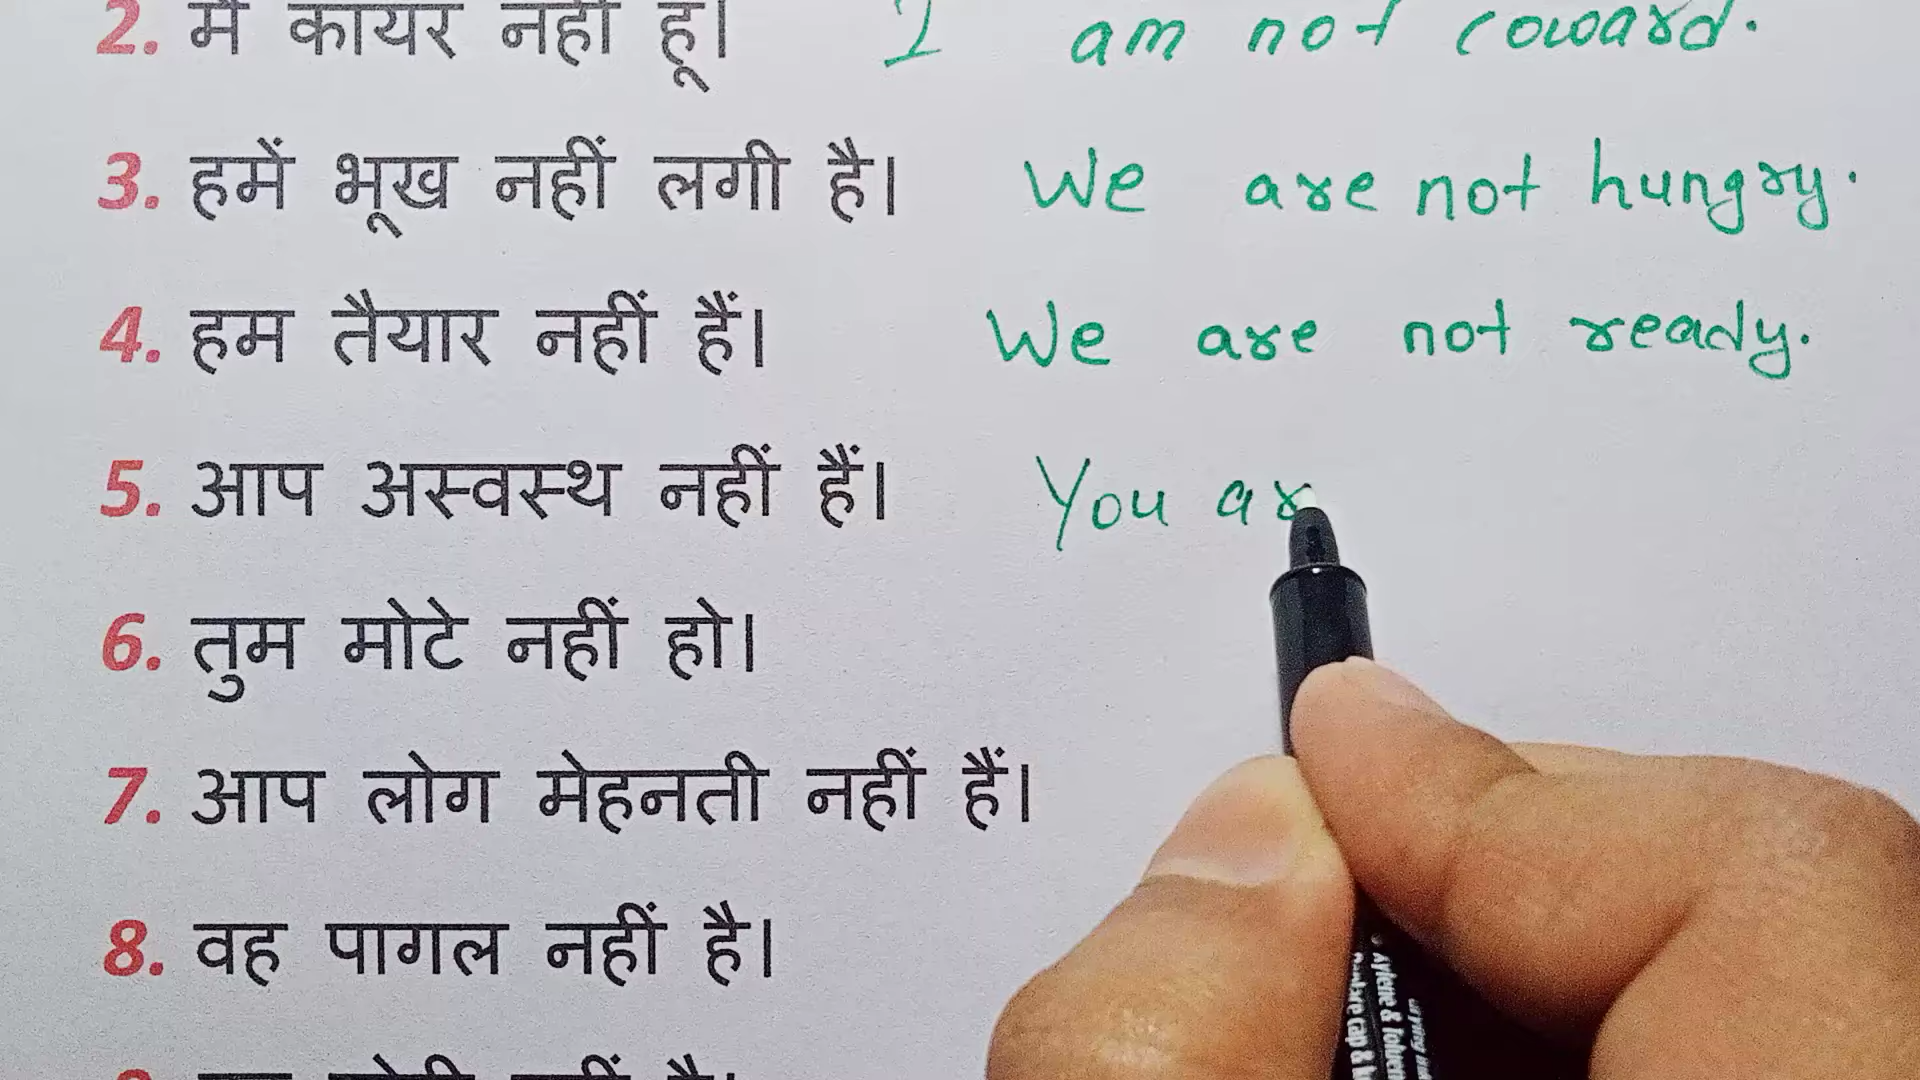 2. मैं कायर नहीं हूँ। I am not coward.
3. हमें भूख नहीं लगी है। We are not hungry.
4. हम तैयार नहीं हैं। We are not ready.
5. आप अस्वस्थ नहीं हैं। You ar
6. तुम मोटे नहीं हो।
7. आप लोग मेहनती नहीं हैं।
8. वह पागल नहीं है।